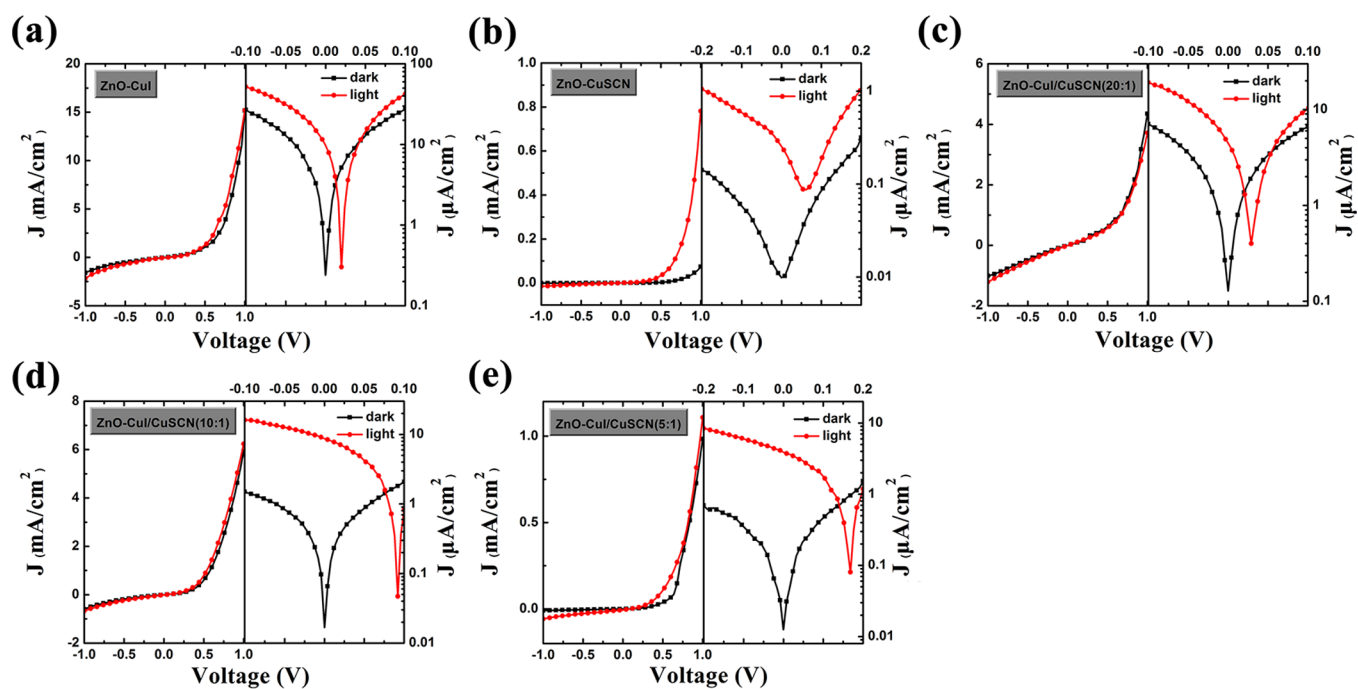 (a)
-0.10 -0.05 0.00 0.05 0.10
ZnO-CuI
dark
light
20
15
10
5
0
-5
100
10
1
0.1
J (mA/cm²)
J (μA/cm²)
-1.0 -0.5 0.0 0.5 1.0
Voltage (V)
(b)
-0.2 -0.1 0.0 0.1 0.2
ZnO-CuSCN
dark
light
1.0
0.8
0.6
0.4
0.2
0.0
1
0.1
0.01
J (mA/cm²)
J (μA/cm²)
-1.0 -0.5 0.0 0.5 1.0
Voltage (V)
(c)
-0.10 -0.05 0.00 0.05 0.10
ZnO-CuI/CuSCN(20:1)
dark
light
6
4
2
0
-2
10
1
0.1
J (mA/cm²)
J (μA/cm²)
-1.0 -0.5 0.0 0.5 1.0
Voltage (V)
(d)
-0.10 -0.05 0.00 0.05 0.10
ZnO-CuI/CuSCN(10:1)
dark
light
8
6
4
2
0
-2
10
1
0.1
0.01
J (mA/cm²)
J (μA/cm²)
-1.0 -0.5 0.0 0.5 1.0
Voltage (V)
(e)
-0.2 -0.1 0.0 0.1 0.2
ZnO-CuI/CuSCN(5:1)
dark
light
1.0
0.5
0.0
10
1
0.1
0.01
J (mA/cm²)
J (μA/cm²)
-1.0 -0.5 0.0 0.5 1.0
Voltage (V)